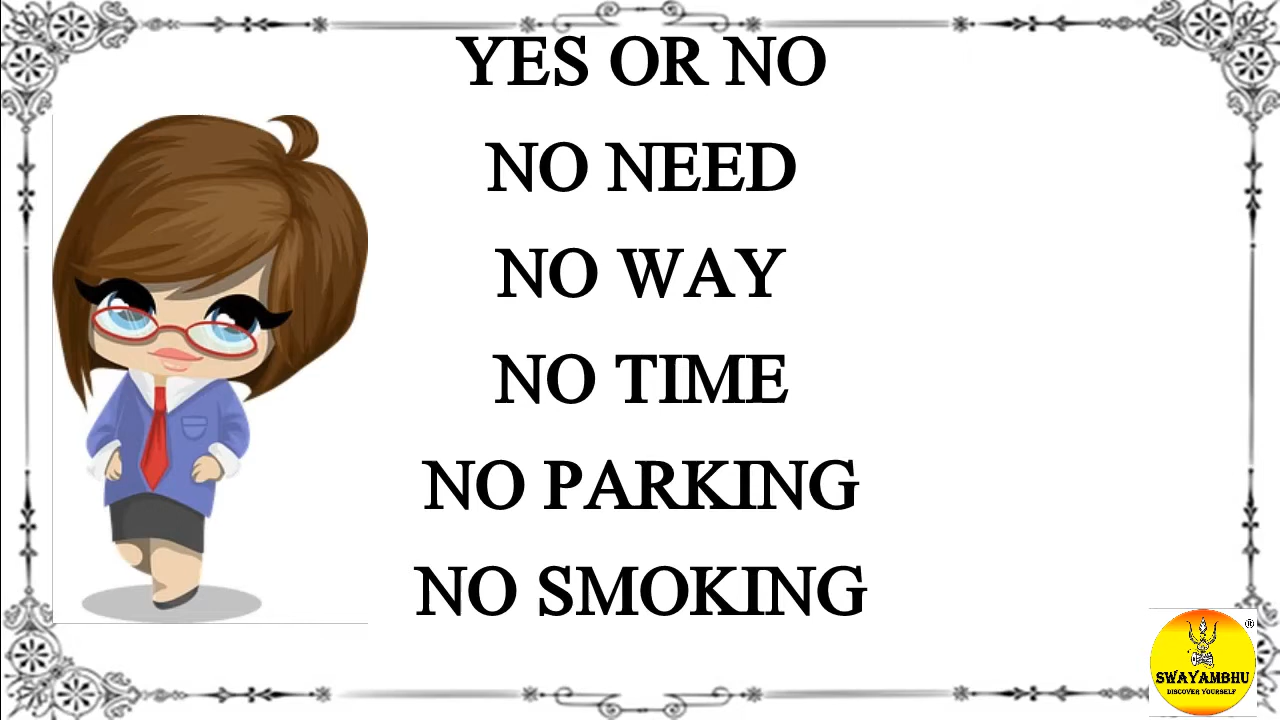 YES OR NO
NO NEED
NO WAY
NO TIME
NO PARKING
NO SMOKING
®
SWAYAMBHU
DISCOVER YOURSELF